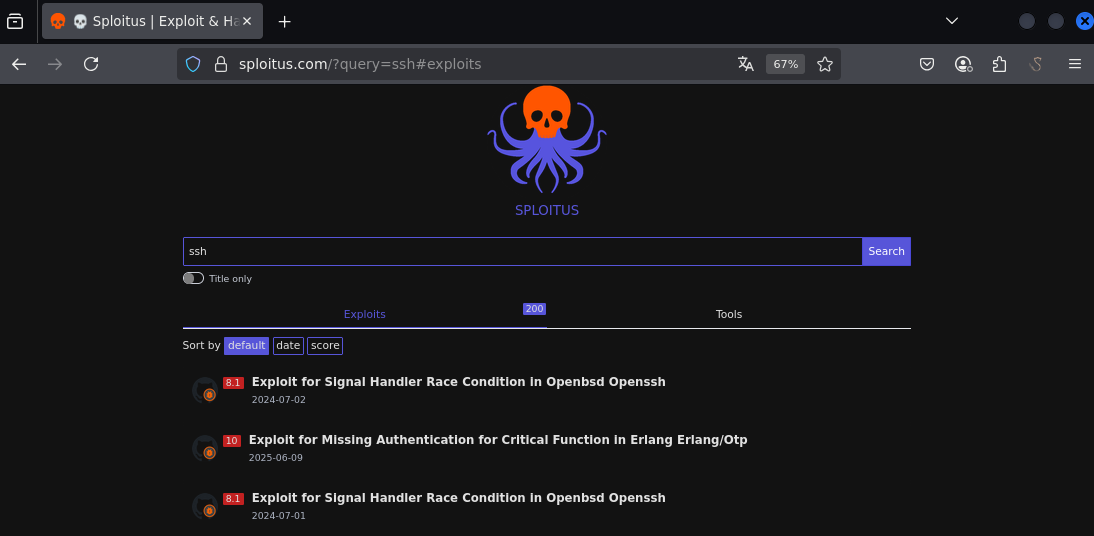 Sploitus | Exploit & Ha
sploitus.com/?query=ssh#exploits
67%
SPLOITUS
ssh
Search
Title only
Exploits
200
Tools
Sort by default date score
8.1 Exploit for Signal Handler Race Condition in Openbsd Openssh
2024-07-02
10 Exploit for Missing Authentication for Critical Function in Erlang Erlang/Otp
2025-06-09
8.1 Exploit for Signal Handler Race Condition in Openbsd Openssh
2024-07-01